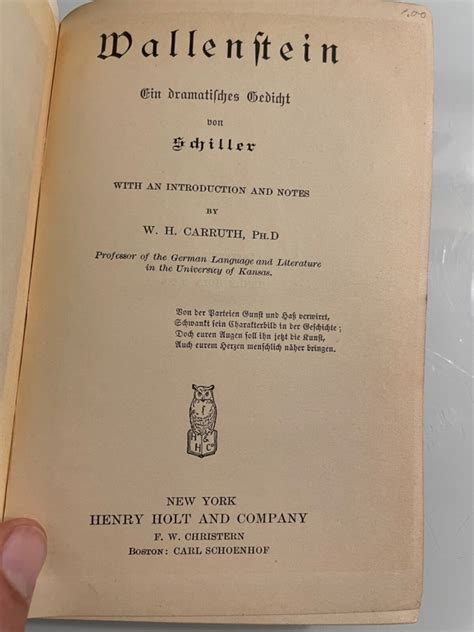 1.00
Wallenstein
Ein dramatisches Gedicht
von
Schiller
WITH AN INTRODUCTION AND NOTES
BY
W. H. CARRUTH, PH.D
Professor of the German Language and Literature
in the University of Kansas.
Von der Parteien Gunst und Haß verwirrt,
Schwankt sein Charakterbild in der Geschichte;
Doch euren Augen soll ihn jetzt die Kunst,
Auch eurem Herzen menschlich näher bringen.
H & H
Co
NEW YORK
HENRY HOLT AND COMPANY
F. W. CHRISTERN
BOSTON: CARL SCHOENHOF